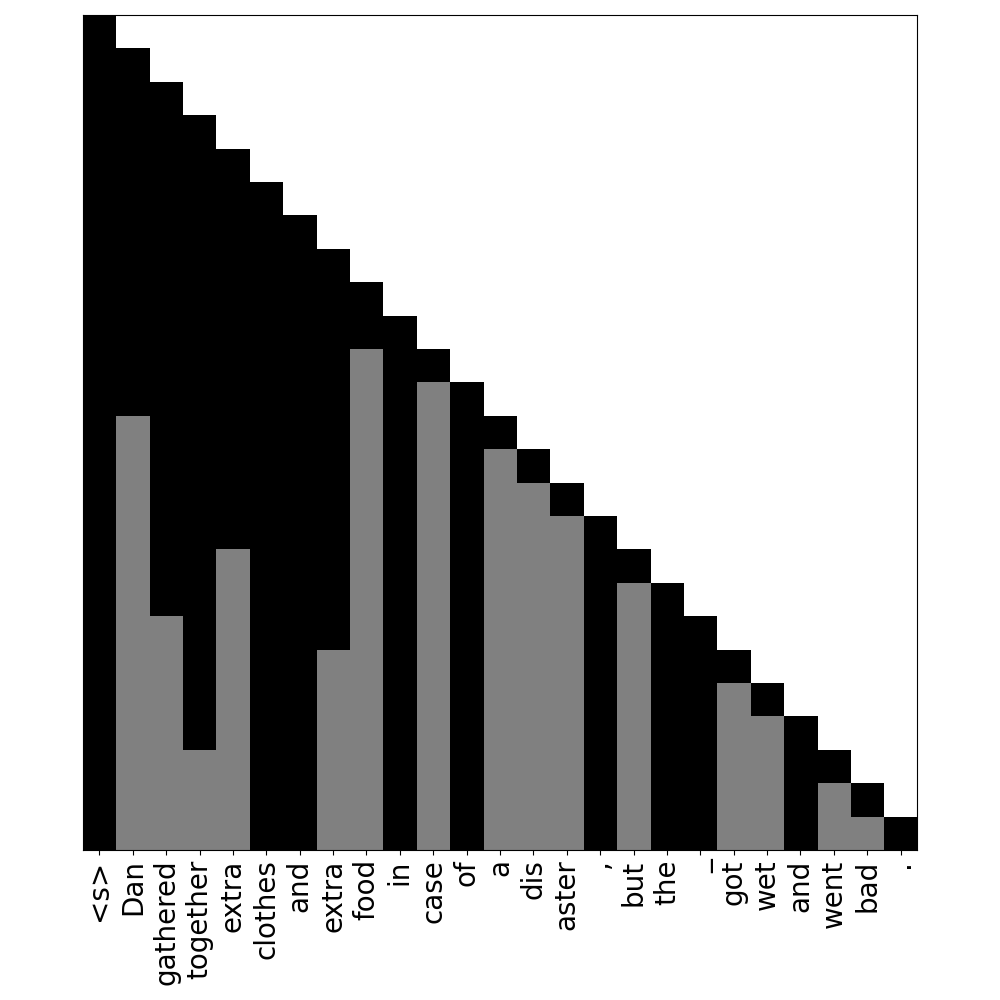 <s> Dan gathered together extra clothes and extra food in case of a dis aster , but the _ got wet and went bad .